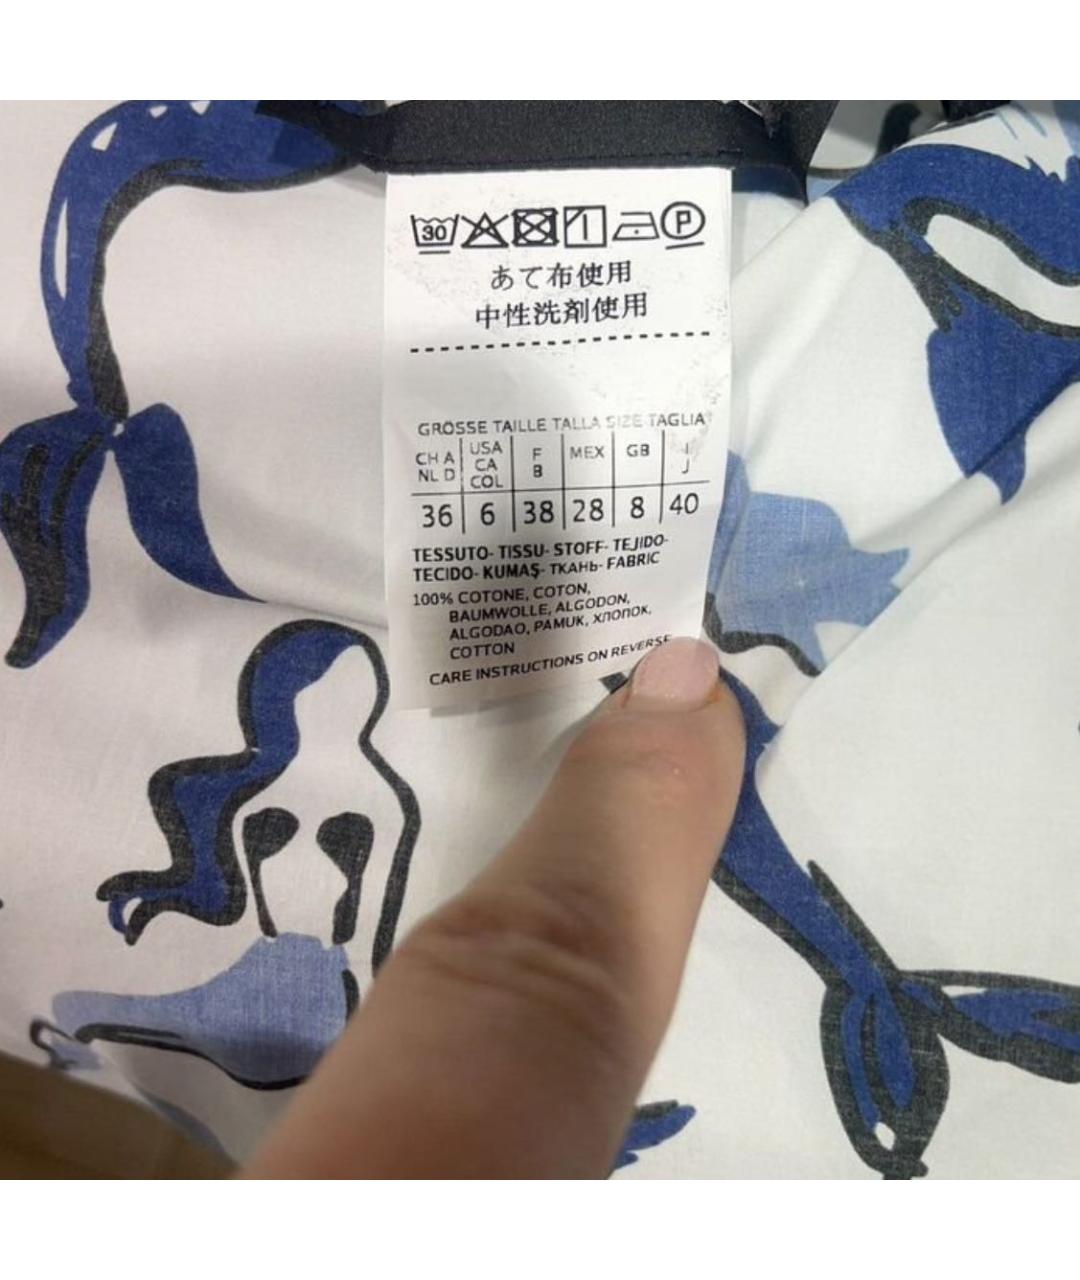 30 P
あて布使用
中性洗剤使用
GRÖSSE TAILLE TALLA SIZE TAGLIA
CH A NL D USA CA COL F B MEX GB I J
36 6 38 28 8 40
TESSUTO- TISSU- STOFF- TEJIDO-
TECIDO- KUMAŞ- ТКАНЬ- FABRIC
100% COTONE, COTON,
BAUMWOLLE, ALGODON,
ALGODAO, PAMUK, ХЛОПОК,
COTTON
CARE INSTRUCTIONS ON REVERSE